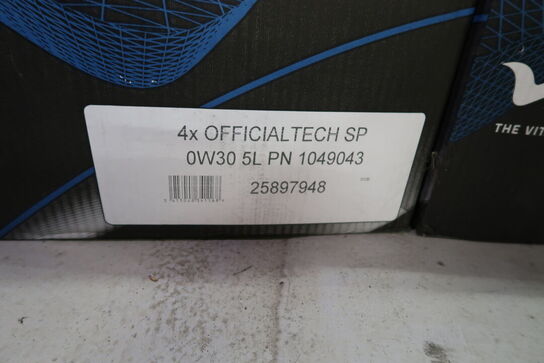 4x OFFICIALTECH SP
0W30 5L PN 1049043
25897948
THE VIT